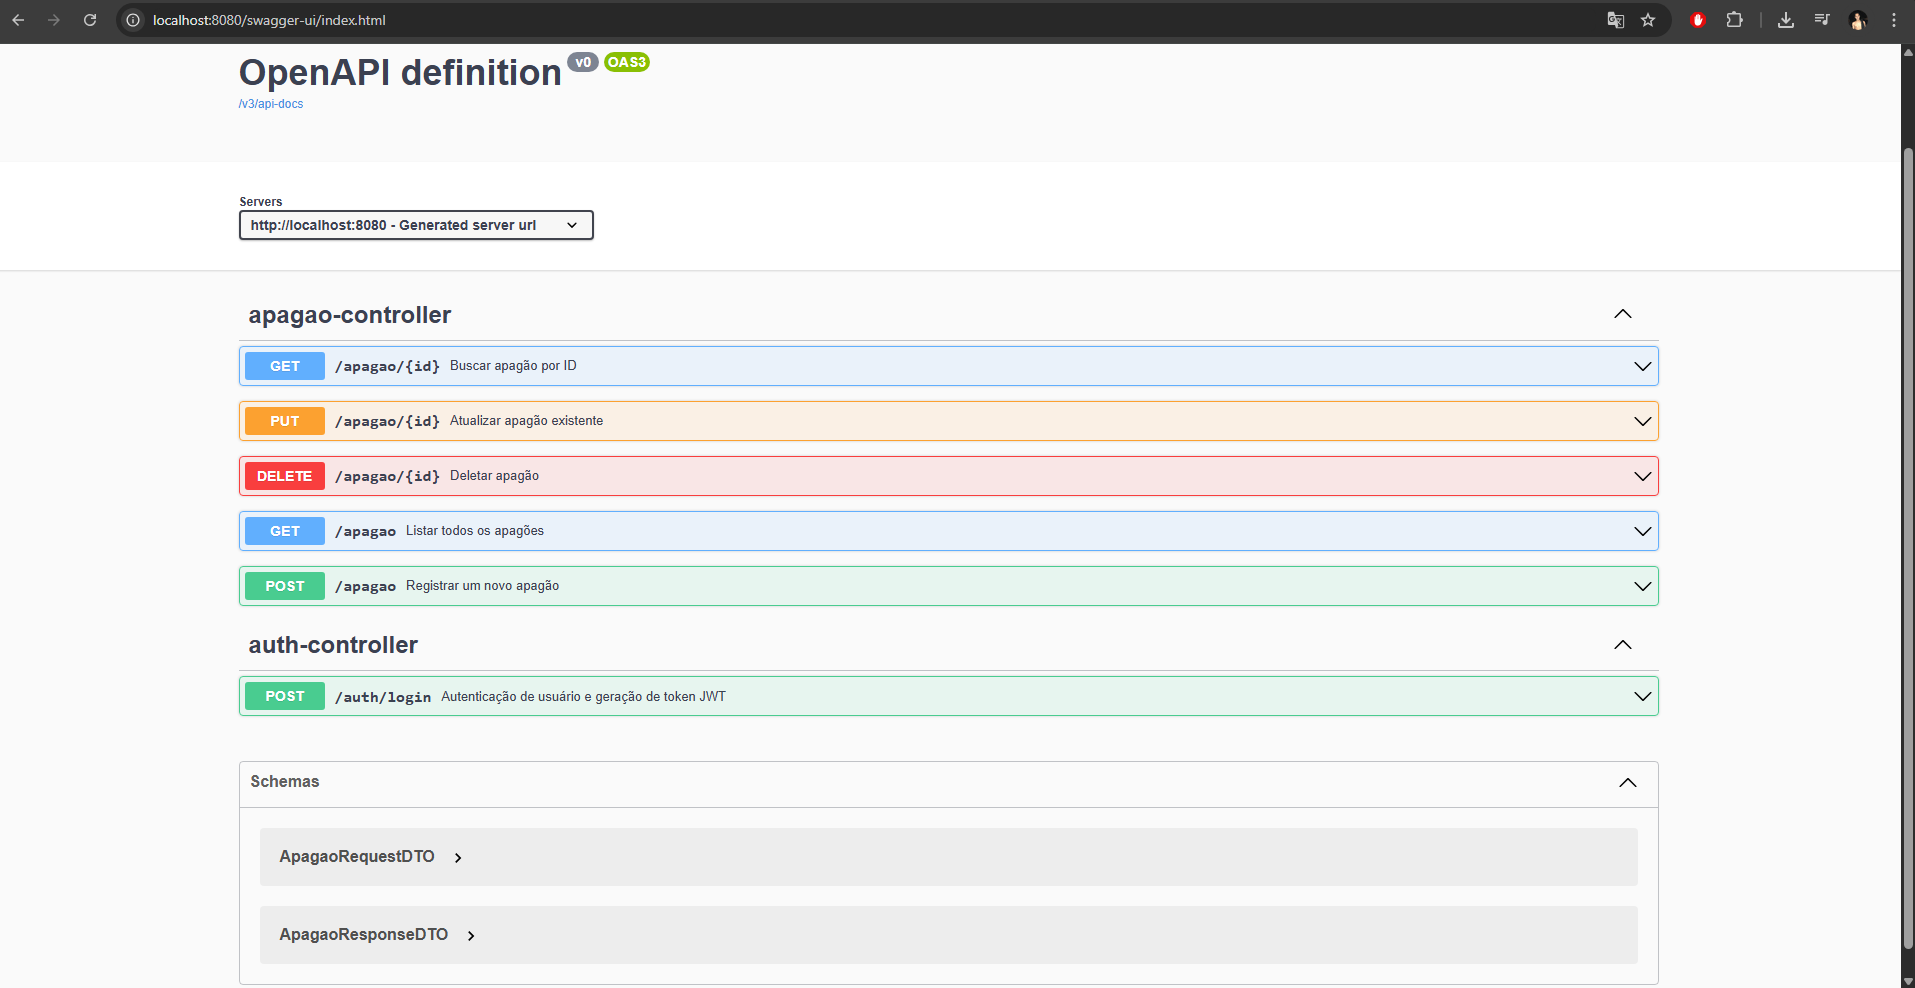 localhost:8080/swagger-ui/index.html
OpenAPI definition v0 OAS3
/v3/api-docs
Servers
http://localhost:8080 - Generated server url
apagao-controller
GET /apagao/{id} Buscar apagão por ID
PUT /apagao/{id} Atualizar apagão existente
DELETE /apagao/{id} Deletar apagão
GET /apagao Listar todos os apagões
POST /apagao Registrar um novo apagão
auth-controller
POST /auth/login Autenticação de usuário e geração de token JWT
Schemas
ApagaoRequestDTO
ApagaoResponseDTO